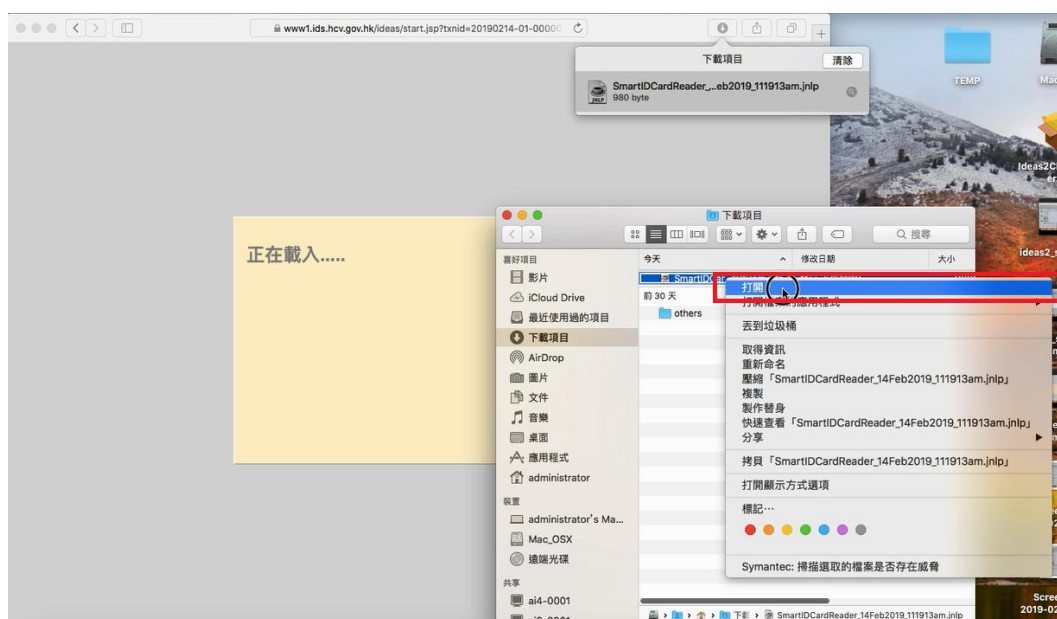 www1.ids.hcv.gov.hk/ideas/start.jsp?txnid=20190214-01-00000
下載項目
清除
SmartIDCardReader_...eb2019_111913am.jnlp
980 byte
JNLP
TEMP
Mac
Ideas2C
正在載入.....
下載項目
搜尋
喜好項目
影片
iCloud Drive
最近使用過的項目
下載項目
AirDrop
圖片
文件
音樂
桌面
應用程式
administrator
裝置
administrator's Ma...
Mac_OSX
遠端光碟
共享
ai4-0001
今天
修改日期
大小
SmartIDCar
前 30 天
others
打開
丟到垃圾桶
取得資訊
重新命名
壓縮「SmartIDCardReader_14Feb2019_111913am.jnlp」
複製
製作替身
快速查看「SmartIDCardReader_14Feb2019_111913am.jnlp」
分享
拷貝「SmartIDCardReader_14Feb2019_111913am.jnlp」
打開顯示方式選項
標記⋯
Symantec: 掃描選取的檔案是否存在威脅
SmartIDCardReader_14Feb2019_111913am.jnlp
ideas2_s
Scree
2019-02